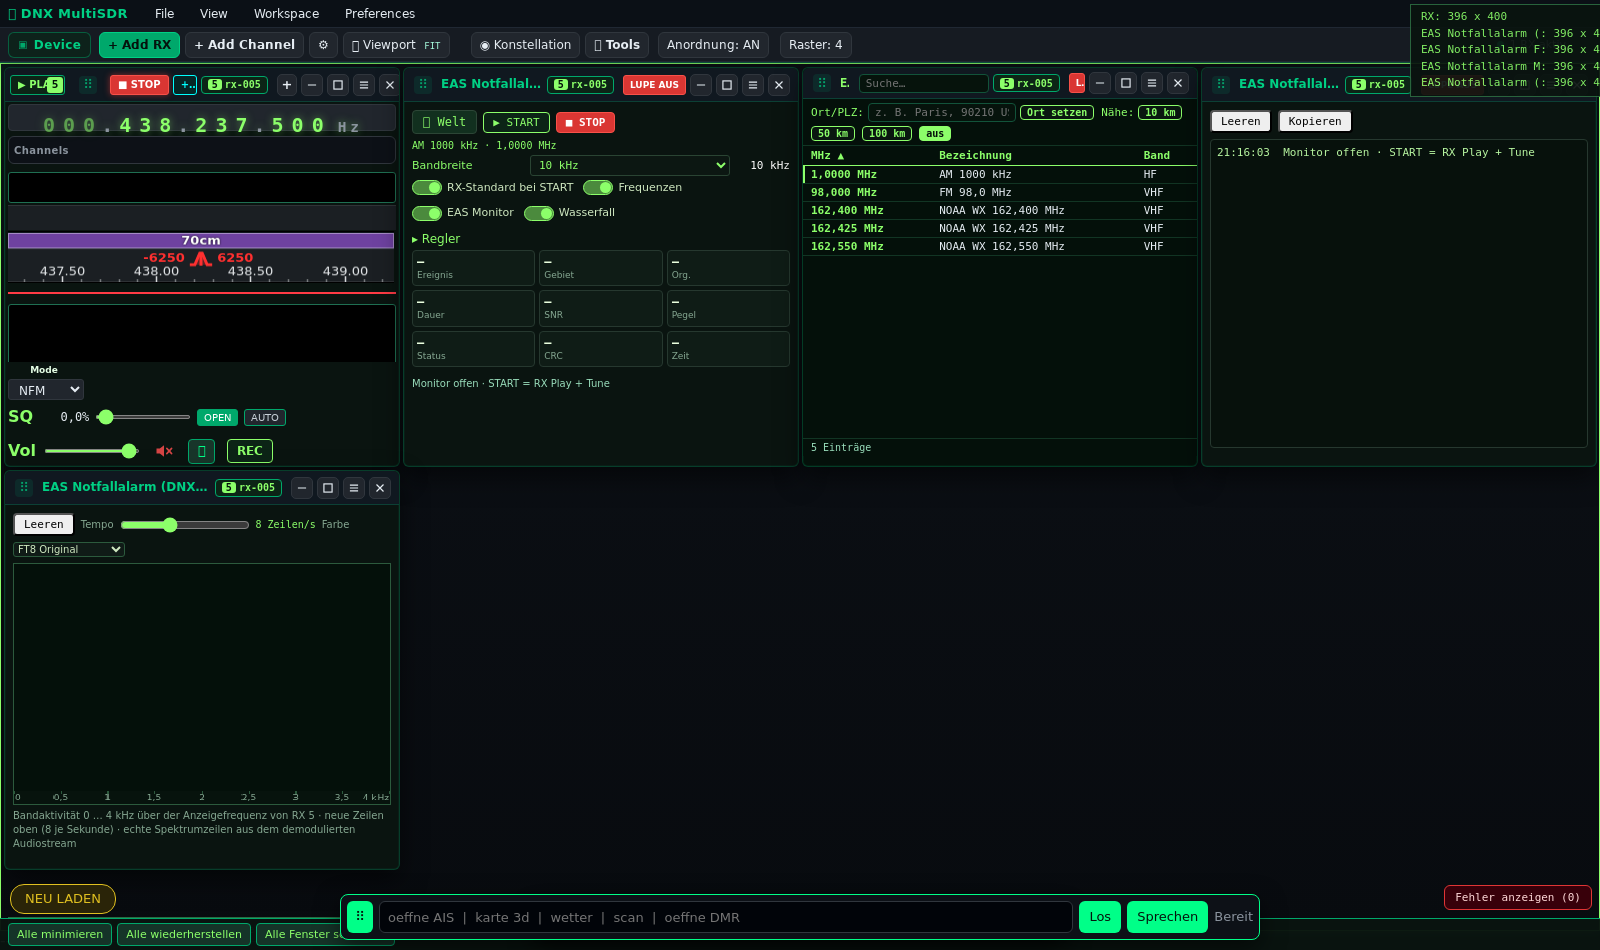 DNX MultiSDR File View Workspace Preferences
Device + Add RX + Add Channel Viewport FIT Konstellation Tools Anordnung: AN Raster: 4
RX: 396 x 400
EAS Notfallalarm (: 396 x 4
EAS Notfallalarm F: 396 x 4
EAS Notfallalarm M: 396 x 4
EAS Notfallalarm (: 396 x 4
▶ PLA 5 ■ STOP +.. 5 rx-005 +
000.438.237.500 Hz
Channels
70cm
-6250 6250
437.50 438.00 438.50 439.00
Mode
NFM
SQ 0,0% OPEN AUTO
Vol REC
EAS Notfallal... 5 rx-005 LUPE AUS
Welt ▶ START ■ STOP
AM 1000 kHz · 1,0000 MHz
Bandbreite 10 kHz 10 kHz
RX-Standard bei START Frequenzen
EAS Monitor Wasserfall
▸ Regler
– – –
Ereignis Gebiet Org.
– – –
Dauer SNR Pegel
– – –
Status CRC Zeit
Monitor offen · START = RX Play + Tune
E. Suche… 5 rx-005 L.
Ort/PLZ: z. B. Paris, 90210 U Ort setzen Nähe: 10 km
50 km 100 km aus
MHz ▲ Bezeichnung Band
1,0000 MHz AM 1000 kHz HF
98,000 MHz FM 98,0 MHz VHF
162,400 MHz NOAA WX 162,400 MHz VHF
162,425 MHz NOAA WX 162,425 MHz VHF
162,550 MHz NOAA WX 162,550 MHz VHF
5 Einträge
EAS Notfallal... 5 rx-005
Leeren Kopieren
21:16:03 Monitor offen · START = RX Play + Tune
EAS Notfallalarm (DNX... 5 rx-005
Leeren Tempo 8 Zeilen/s Farbe
FT8 Original
0 0,5 1 1,5 2 2,5 3 3,5 4 kHz
Bandaktivität 0 … 4 kHz über der Anzeigefrequenz von RX 5 · neue Zeilen
oben (8 je Sekunde) · echte Spektrumzeilen aus dem demodulierten
Audiostream
NEU LADEN
Fehler anzeigen (0)
oeffne AIS | karte 3d | wetter | scan | oeffne DMR Los Sprechen Bereit
Alle minimieren Alle wiederherstellen Alle Fenster s